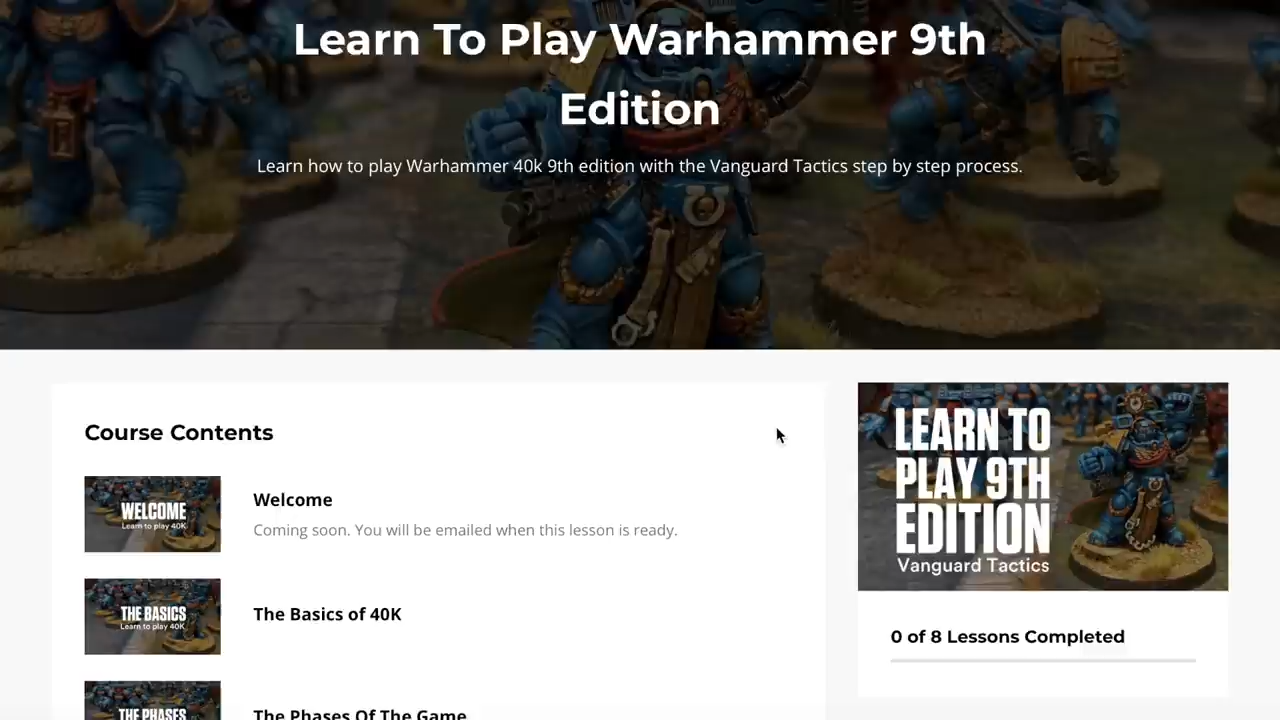 Learn To Play Warhammer 9th
Edition
Learn how to play Warhammer 40k 9th edition with the Vanguard Tactics step by step process.
Course Contents
WELCOME
Learn to play 40K
Welcome
Coming soon. You will be emailed when this lesson is ready.
THE BASICS
Learn to play 40K
The Basics of 40K
THE PHASES
The Phases Of The Game
LEARN TO
PLAY 9TH
EDITION
Vanguard Tactics
0 of 8 Lessons Completed